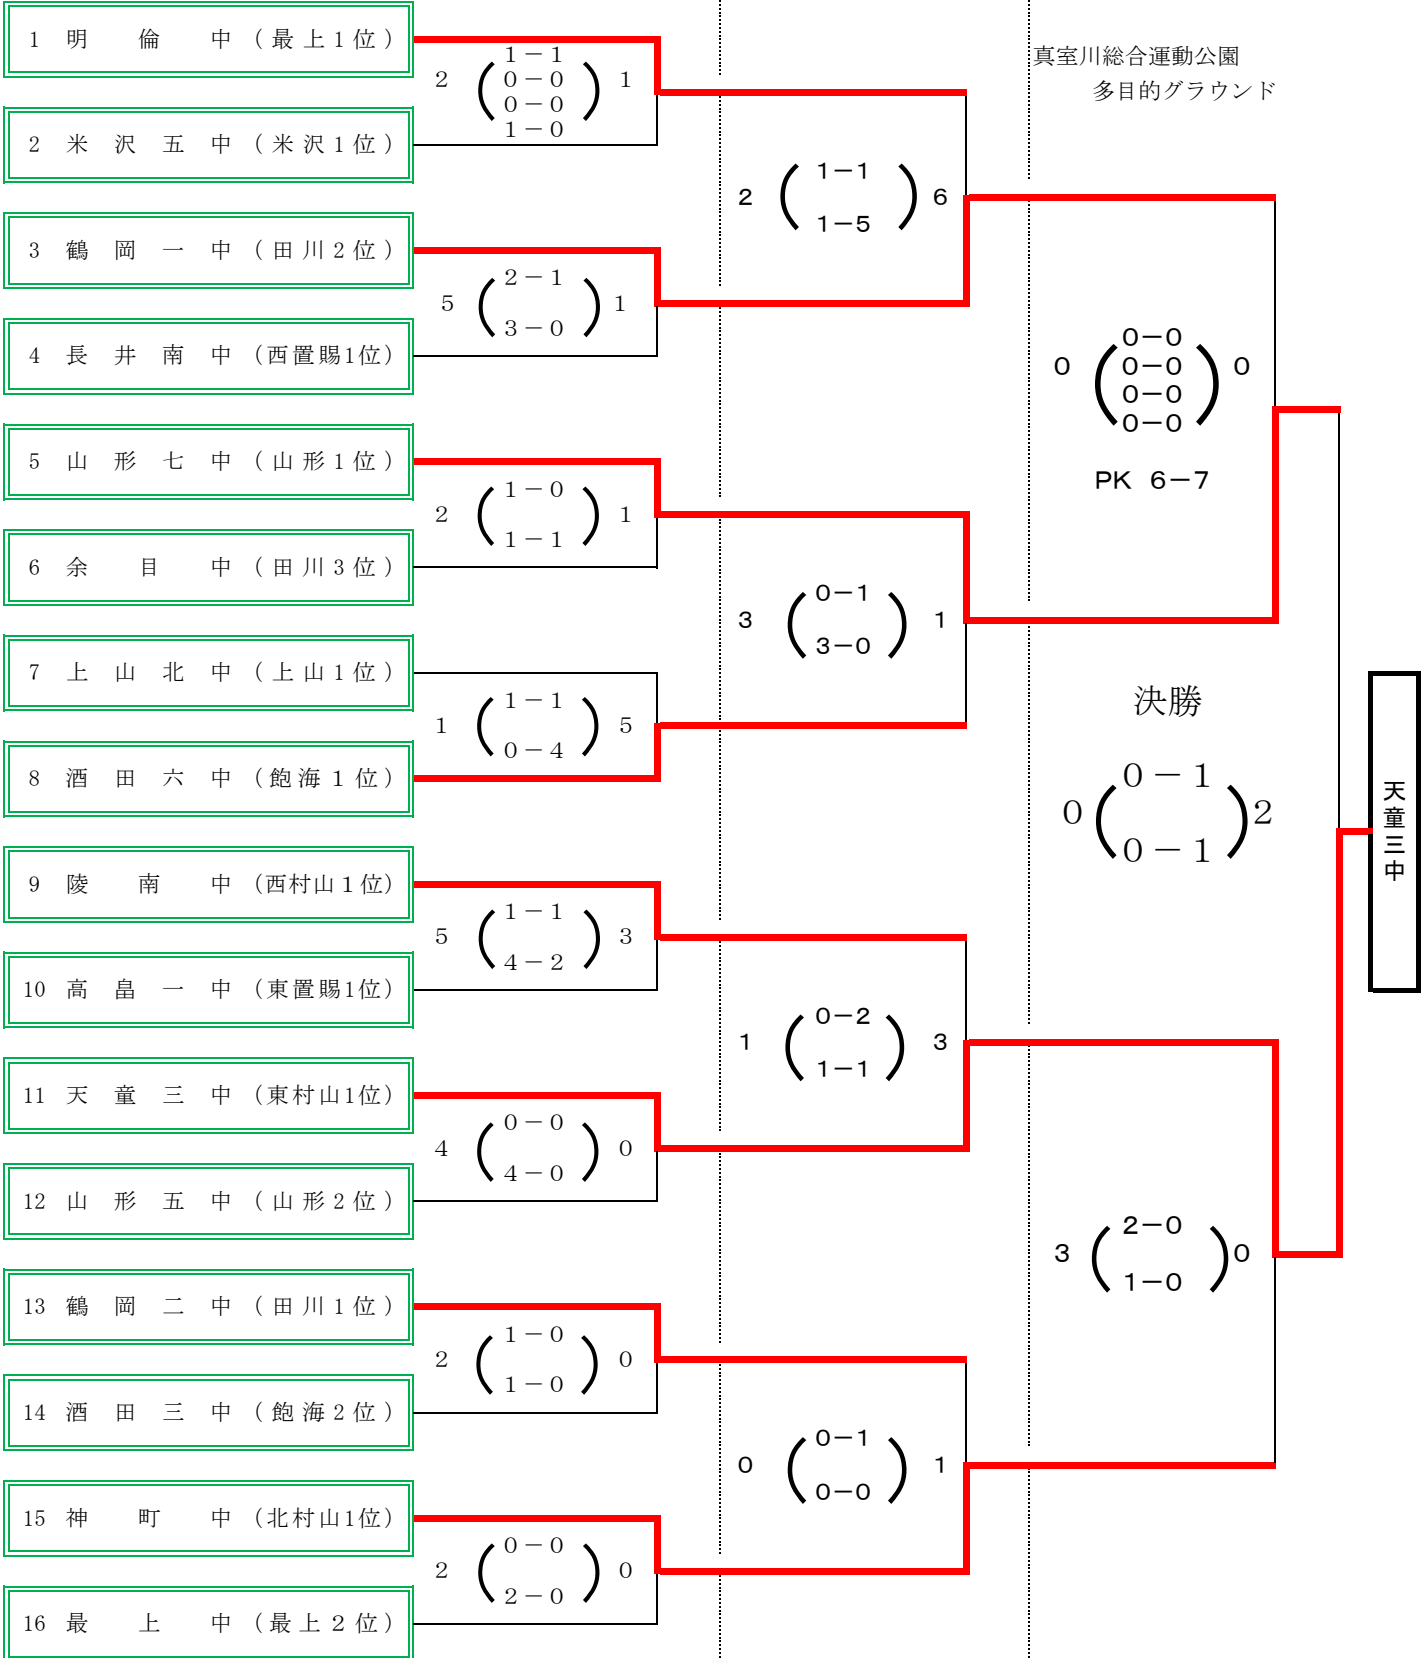 真室川総合運動公園
多目的グラウンド
1 明倫中（最上1位）
2 米沢五中（米沢1位）
2 1－1 1
0－0
0－0
1－0
3 鶴岡一中（田川2位）
4 長井南中（西置賜1位）
5 2－1 1
3－0
5 山形七中（山形1位）
6 余目中（田川3位）
2 1－0 1
1－1
7 上山北中（上山1位）
8 酒田六中（飽海１位）
1 1－1 5
0－4
9 陵南中（西村山１位）
10 高畠一中（東置賜1位）
5 1－1 3
4－2
11 天童三中（東村山1位）
12 山形五中（山形2位）
4 0－0 0
4－0
13 鶴岡二中（田川1位）
14 酒田三中（飽海2位）
2 1－0 0
1－0
15 神町中（北村山1位）
16 最上中（最上２位）
2 0－0 0
2－0
2 1－1 6
1－5
3 0－1 1
3－0
1 0－2 3
1－1
0 0－1 1
0－0
0 0－0 0
0－0
0－0
0－0
PK 6－7
3 2－0 0
1－0
決勝
0 0－1 2
0－1
天童三中